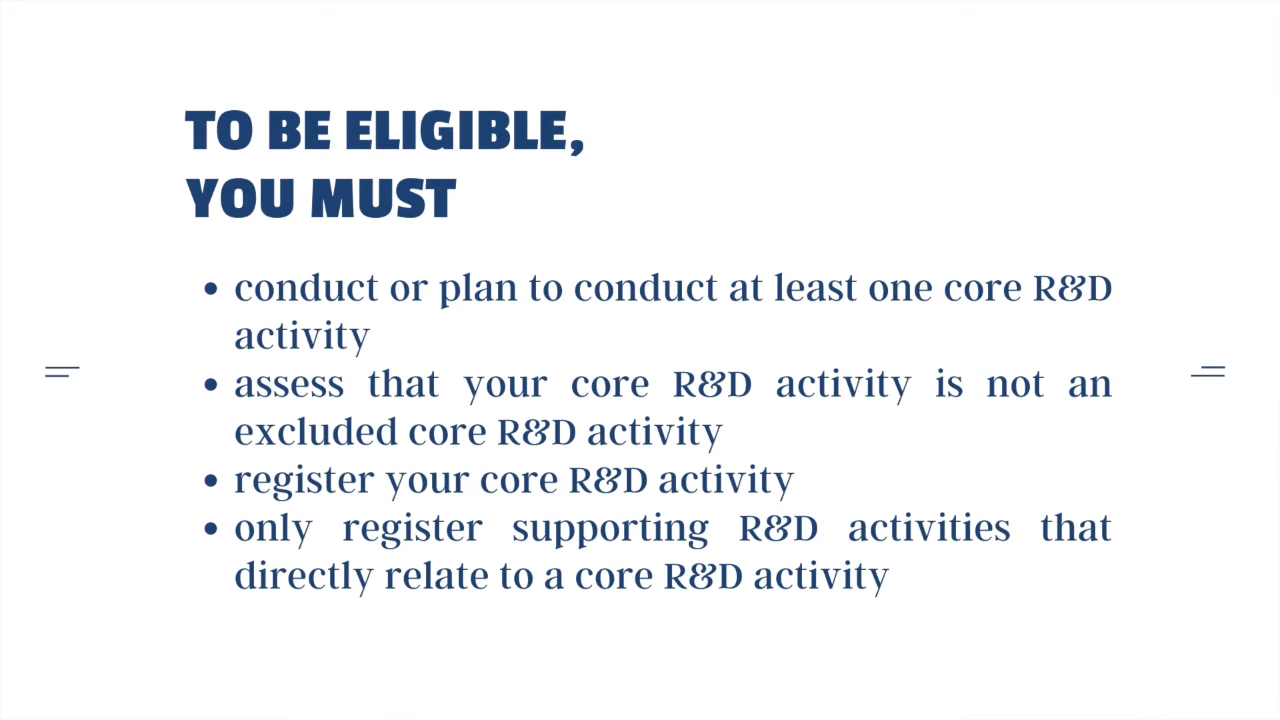 TO BE ELIGIBLE,
YOU MUST
• conduct or plan to conduct at least one core R&D
activity
• assess that your core R&D activity is not an
excluded core R&D activity
• register your core R&D activity
• only register supporting R&D activities that
directly relate to a core R&D activity